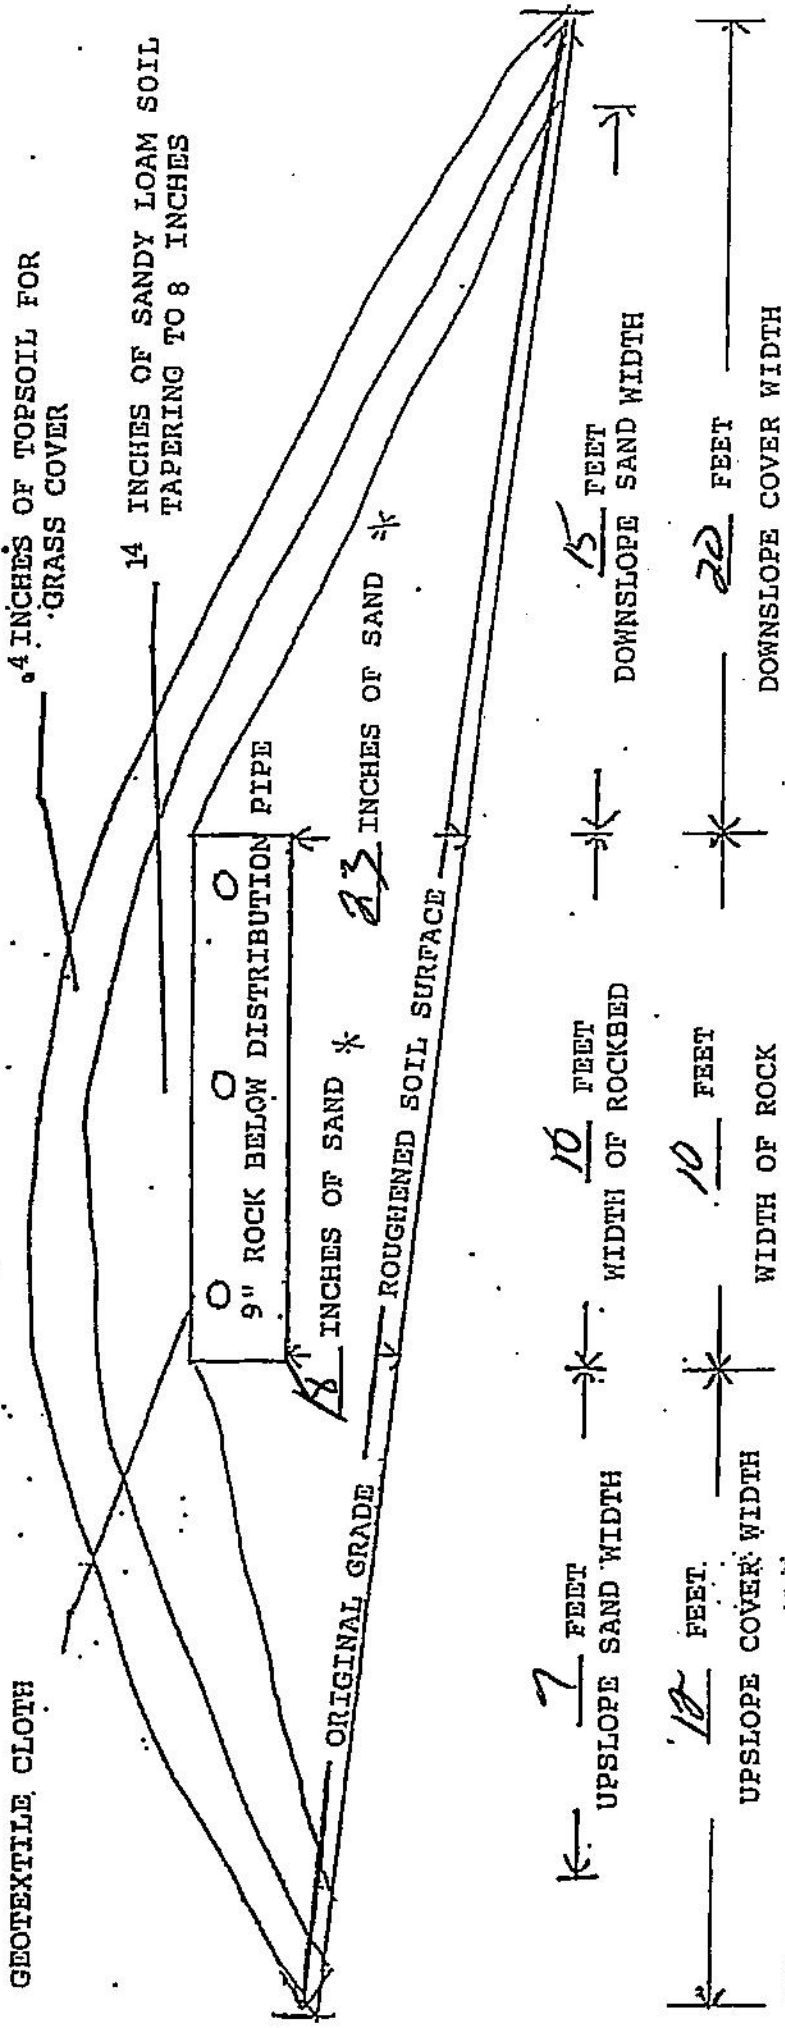 GEOTEXTILE CLOTH
4 INCHES OF TOPSOIL FOR
GRASS COVER
14 INCHES OF SANDY LOAM SOIL
TAPERING TO 8 INCHES
9" ROCK BELOW DISTRIBUTION PIPE
INCHES OF SAND *
23 INCHES OF SAND *
ORIGINAL GRADE
ROUGHENED SOIL SURFACE
7 FEET
UPSLOPE SAND WIDTH
10 FEET
WIDTH OF ROCKBED
15 FEET
DOWNSLOPE SAND WIDTH
12 FEET
UPSLOPE COVER WIDTH
10 FEET
WIDTH OF ROCK
20 FEET
DOWNSLOPE COVER WIDTH